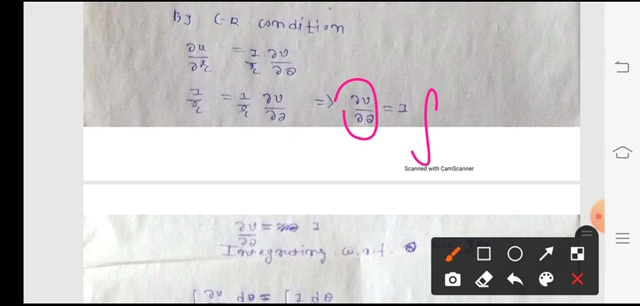 By C-R condition
∂u/∂r = 1/r ∂v/∂θ
1/r = 1/r ∂v/∂θ => ∂v/∂θ = 1
Scanned with CamScanner
∂v/∂θ = 1
Integrating w.r.t. θ
∫ ∂v dθ = ∫ 1 dθ